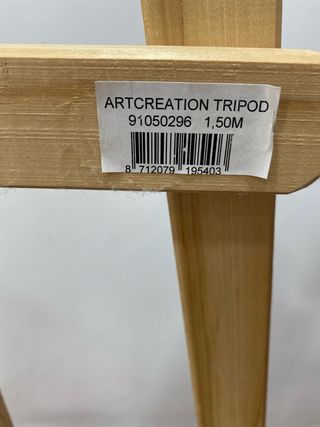 ARTCREATION TRIPOD
91050296 1,50M
8 712079 195403